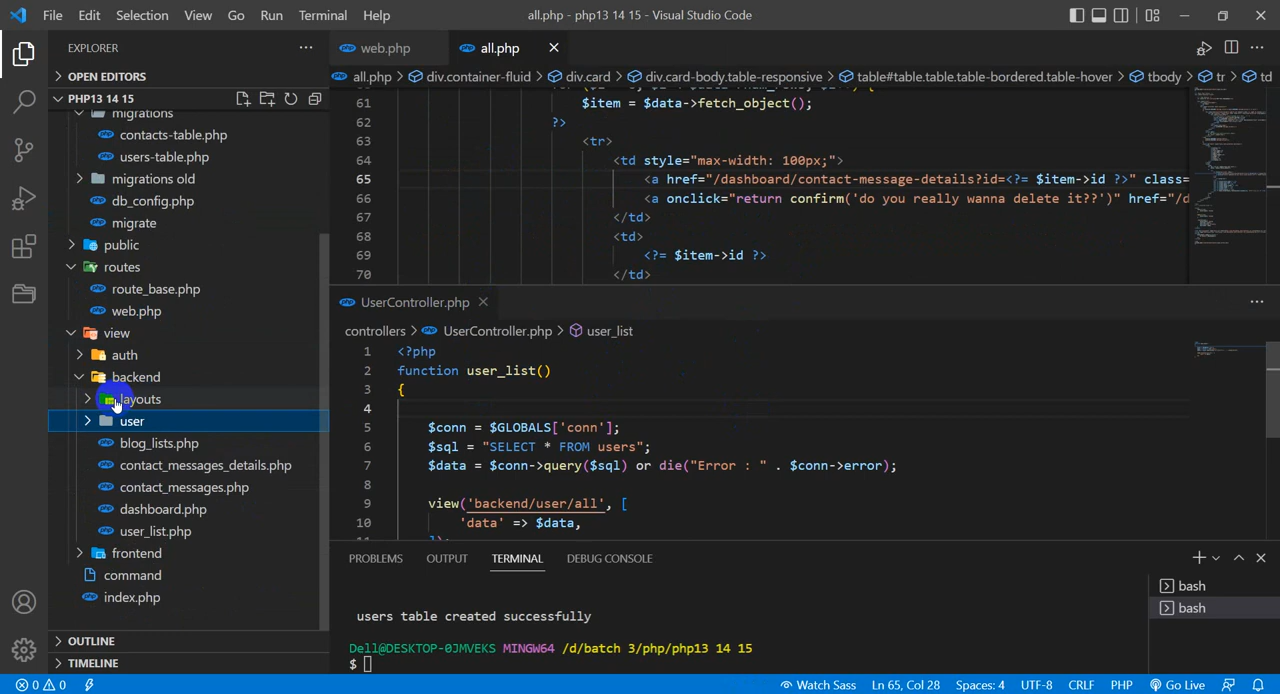 File Edit Selection View Go Run Terminal Help
all.php - php13 14 15 - Visual Studio Code
EXPLORER
OPEN EDITORS
PHP13 14 15
migrations
contacts-table.php
users-table.php
migrations old
db_config.php
migrate
public
routes
route_base.php
web.php
view
auth
backend
layouts
user
blog_lists.php
contact_messages_details.php
contact_messages.php
dashboard.php
user_list.php
frontend
command
index.php
OUTLINE
TIMELINE
web.php all.php
all.php > div.container-fluid > div.card > div.card-body.table-responsive > table#table.table.table-bordered.table-hover > tbody > tr > td
61 $item = $data->fetch_object();
62 ?>
63 <tr>
64 <td style="max-width: 100px;">
65 <a href="/dashboard/contact-message-details?id=<?= $item->id ?>" class=
66 <a onclick="return confirm('do you really wanna delete it??')" href="/d
67 </td>
68 <td>
69 <?= $item->id ?>
70 </td>
UserController.php
controllers > UserController.php > user_list
1 <?php
2 function user_list()
3 {
4
5 $conn = $GLOBALS['conn'];
6 $sql = "SELECT * FROM users";
7 $data = $conn->query($sql) or die("Error : " . $conn->error);
8
9 view('backend/user/all', [
10 'data' => $data,
PROBLEMS OUTPUT TERMINAL DEBUG CONSOLE
users table created successfully
Dell@DESKTOP-0JMVEKS MINGW64 /d/batch 3/php/php13 14 15
$
bash
bash
0 0 Watch Sass Ln 65, Col 28 Spaces: 4 UTF-8 CRLF PHP Go Live